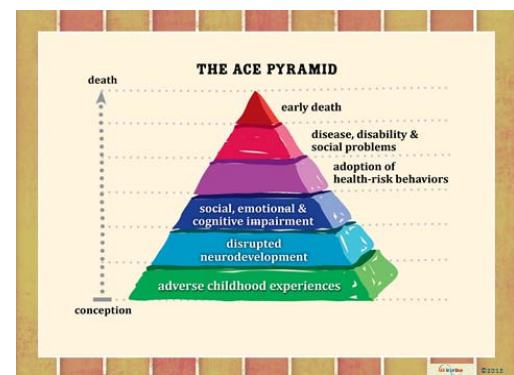 THE ACE PYRAMID
death
early death
disease, disability &
social problems
adoption of
health-risk behaviors
social, emotional &
cognitive impairment
disrupted
neurodevelopment
adverse childhood experiences
conception